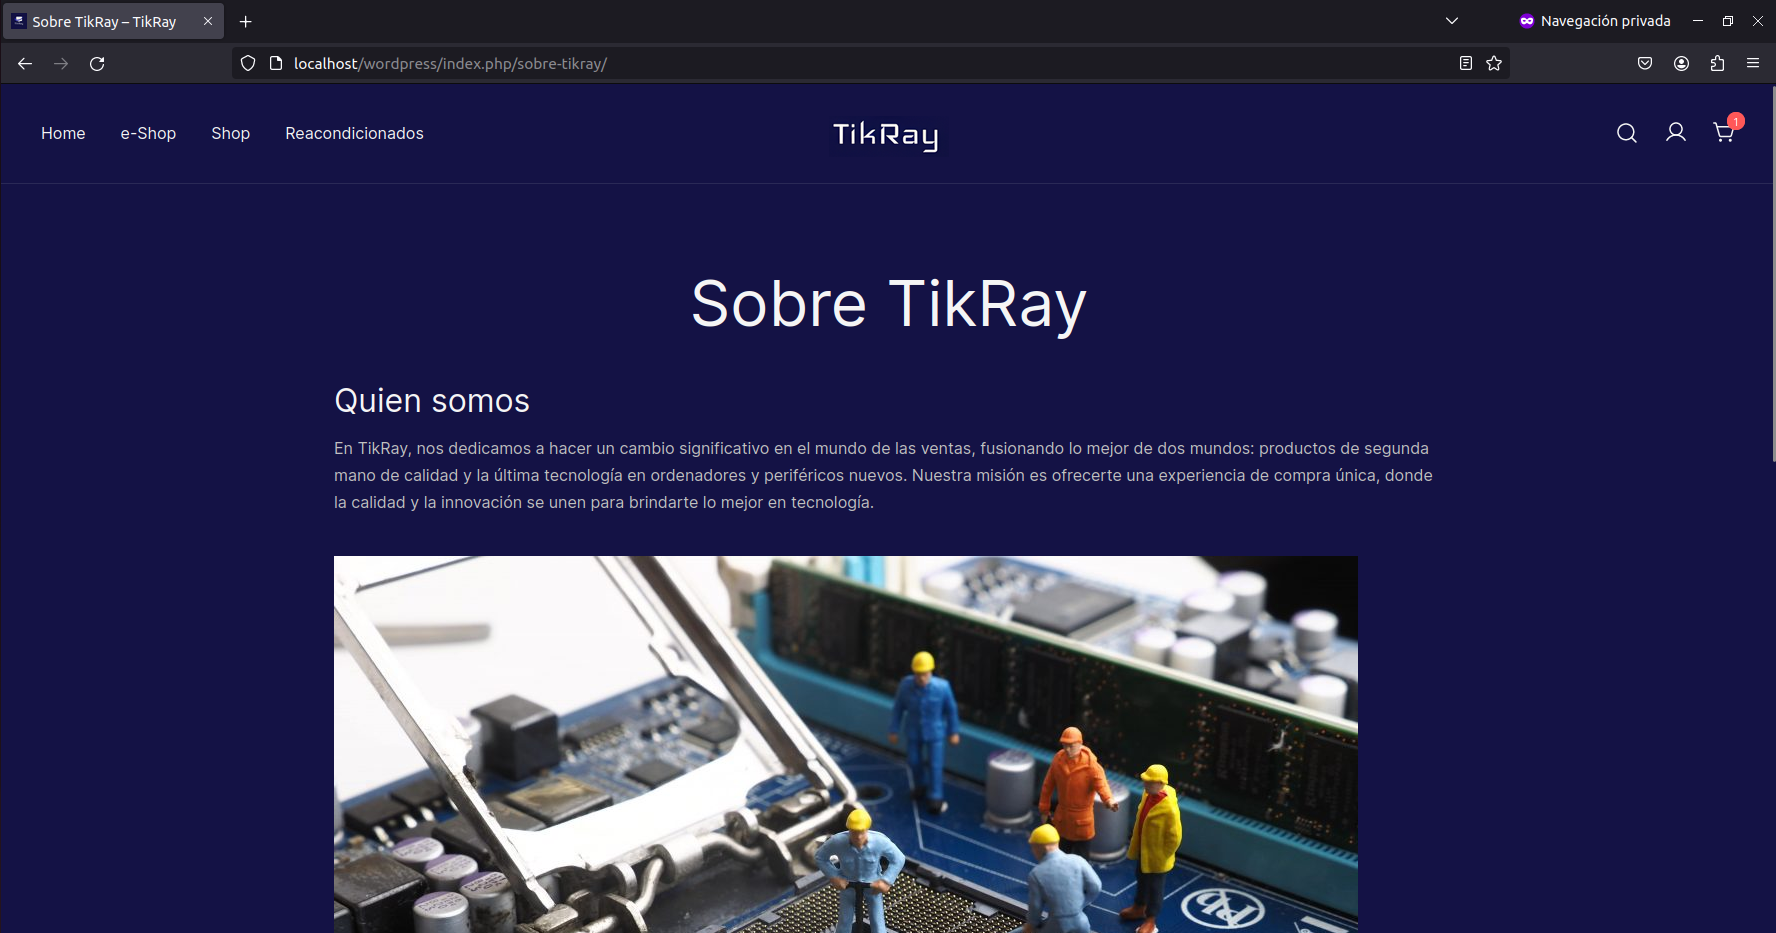 Sobre TikRay – TikRay
Navegación privada
localhost/wordpress/index.php/sobre-tikray/
Home e-Shop Shop Reacondicionados
TikRay
1
Sobre TikRay
Quien somos
En TikRay, nos dedicamos a hacer un cambio significativo en el mundo de las ventas, fusionando lo mejor de dos mundos: productos de segunda
mano de calidad y la última tecnología en ordenadores y periféricos nuevos. Nuestra misión es ofrecerte una experiencia de compra única, donde
la calidad y la innovación se unen para brindarte lo mejor en tecnología.